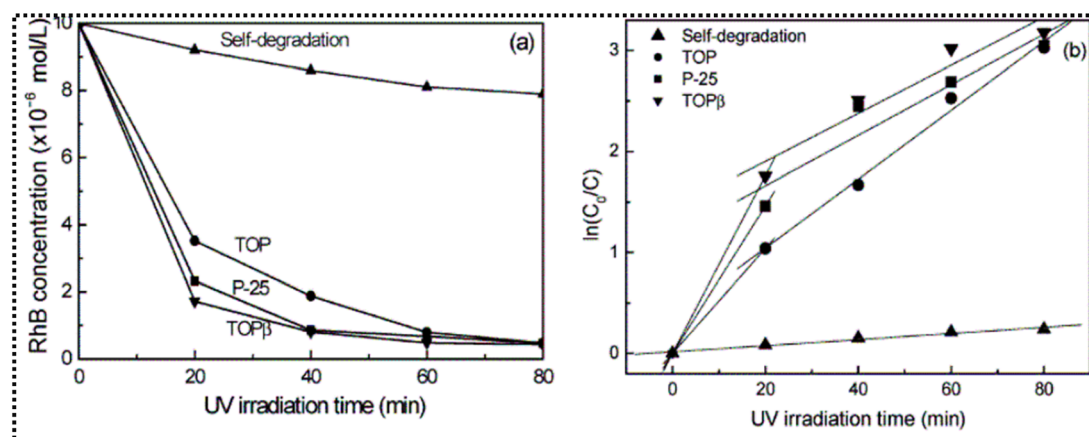 (a)
RhB concentration (x10⁻⁶ mol/L)
10
8
6
4
2
0
Self-degradation
TOP
P-25
TOPβ
0 20 40 60 80
UV irradiation time (min)
(b)
Self-degradation
TOP
P-25
TOPβ
ln(C₀/C)
3
2
1
0
0 20 40 60 80
UV irradiation time (min)